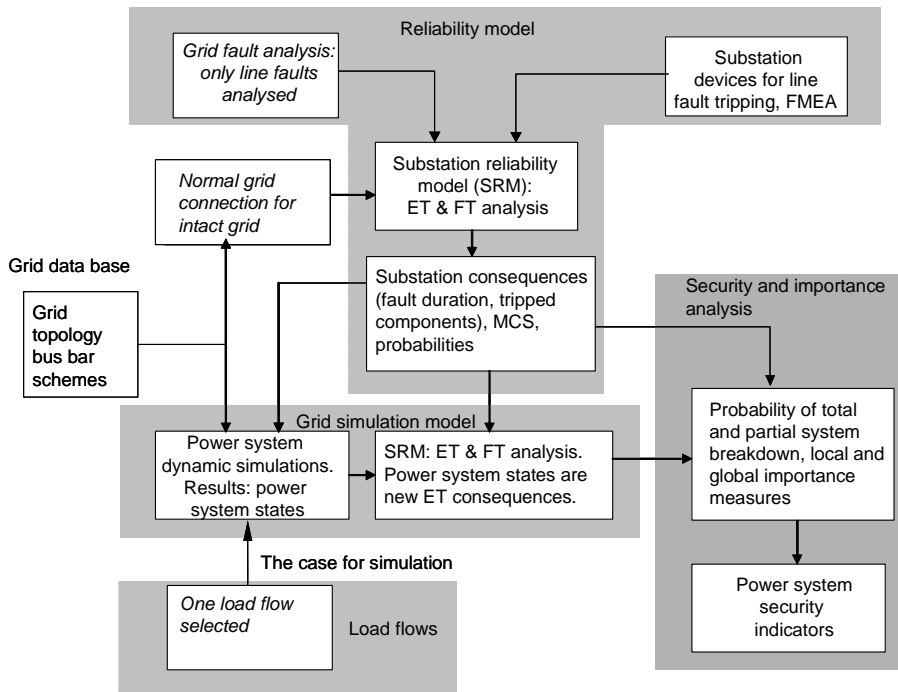 Reliability model
Grid fault analysis:
only line faults
analysed
Substation
devices for line
fault tripping, FMEA
Substation reliability
model (SRM):
ET & FT analysis
Normal grid
connection for
intact grid
Grid data base
Grid
topology
bus bar
schemes
Substation consequences
(fault duration, tripped
components), MCS,
probabilities
Security and importance
analysis
Grid simulation model
Power system
dynamic simulations.
Results: power
system states
SRM: ET & FT analysis.
Power system states are
new ET consequences.
Probability of total
and partial system
breakdown, local and
global importance
measures
The case for simulation
One load flow
selected
Load flows
Power system
security
indicators